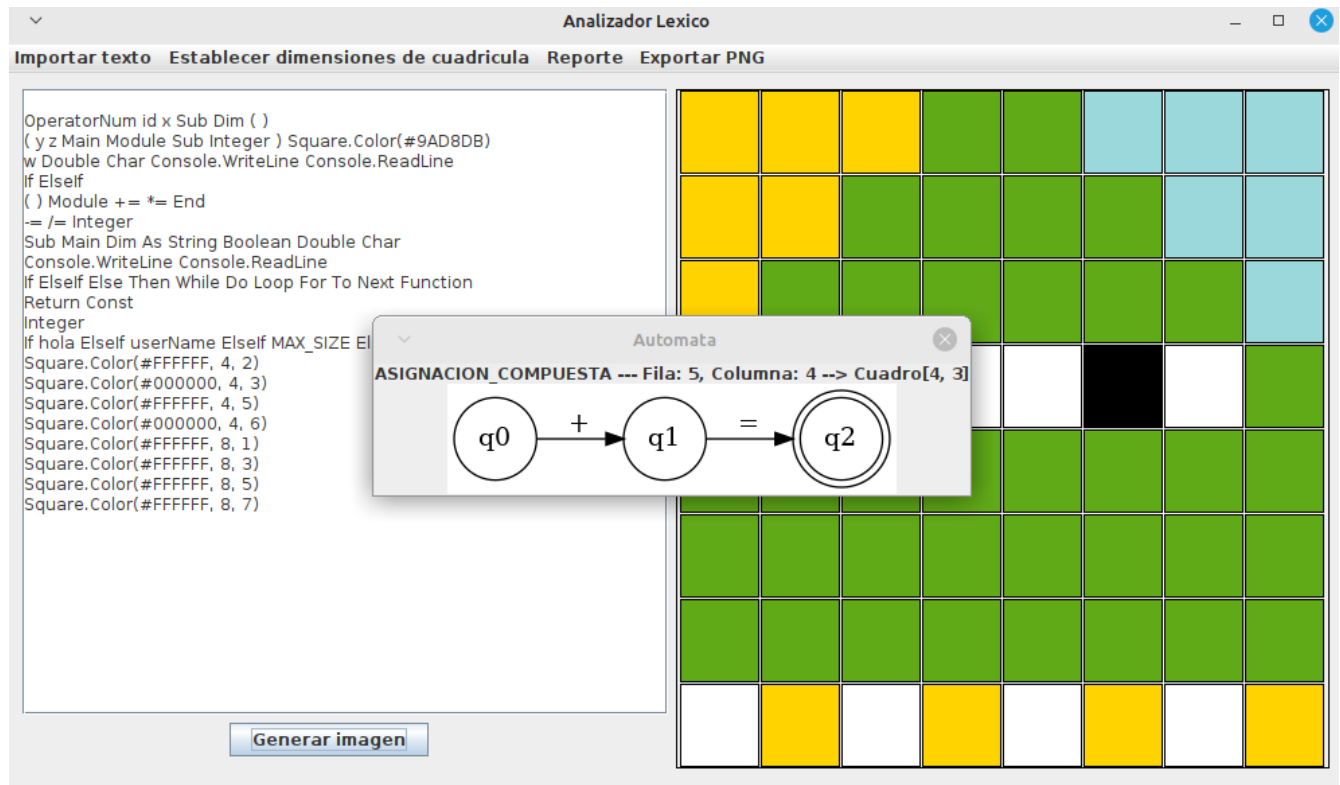 Analizador Lexico
Importar texto Establecer dimensiones de cuadricula Reporte Exportar PNG
OperatorNum id x Sub Dim ( )
( y z Main Module Sub Integer ) Square.Color(#9AD8DB)
w Double Char Console.WriteLine Console.ReadLine
If ElseIf
( ) Module += *= End
-= /= Integer
Sub Main Dim As String Boolean Double Char
Console.WriteLine Console.ReadLine
If ElseIf Else Then While Do Loop For To Next Function
Return Const
Integer
If hola ElseIf userName ElseIf MAX_SIZE El
Square.Color(#FFFFFF, 4, 2)
Square.Color(#000000, 4, 3)
Square.Color(#FFFFFF, 4, 5)
Square.Color(#000000, 4, 6)
Square.Color(#FFFFFF, 8, 1)
Square.Color(#FFFFFF, 8, 3)
Square.Color(#FFFFFF, 8, 5)
Square.Color(#FFFFFF, 8, 7)
Automata
ASIGNACION_COMPUESTA --- Fila: 5, Columna: 4 --> Cuadro[4, 3]
q0 + q1 = q2
Generar imagen